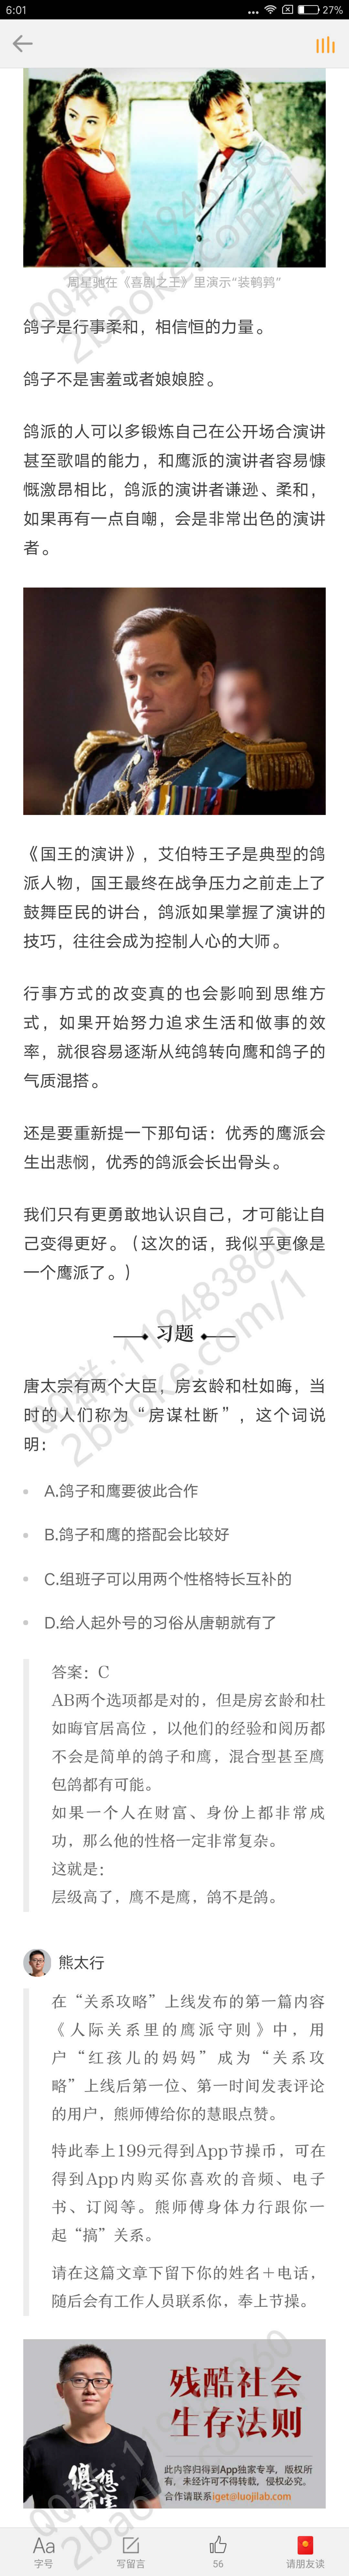 6:01
27%
周星驰在《喜剧之王》里演示“装鹌鹑”
鸽子是行事柔和，相信恒的力量。
鸽子不是害羞或者娘娘腔。
鸽派的人可以多锻炼自己在公开场合演讲
甚至歌唱的能力，和鹰派的演讲者容易慷
慨激昂相比，鸽派的演讲者谦逊、柔和，
如果再有一点自嘲，会是非常出色的演讲
者。
《国王的演讲》，艾伯特王子是典型的鸽
派人物，国王最终在战争压力之前走上了
鼓舞臣民的讲台，鸽派如果掌握了演讲的
技巧，往往会成为控制人心的大师。
行事方式的改变真的也会影响到思维方
式，如果开始努力追求生活和做事的效
率，就很容易逐渐从纯鸽转向鹰和鸽子的
气质混搭。
还是要重新提一下那句话：优秀的鹰派会
生出悲悯，优秀的鸽派会长出骨头。
我们只有更勇敢地认识自己，才可能让自
己变得更好。（这次的话，我似乎更像是
一个鹰派了。）
习题
唐太宗有两个大臣，房玄龄和杜如晦，当
时的人们称为“房谋杜断”，这个词说
明：
A.鸽子和鹰要彼此合作
B.鸽子和鹰的搭配会比较好
C.组班子可以用两个性格特长互补的
D.给人起外号的习俗从唐朝就有了
答案：C
AB两个选项都是对的，但是房玄龄和杜
如晦官居高位 ，以他们的经验和阅历都
不会是简单的鸽子和鹰，混合型甚至鹰
包鸽都有可能。
如果一个人在财富、身份上都非常成
功，那么他的性格一定非常复杂。
这就是：
层级高了，鹰不是鹰，鸽不是鸽。
熊太行
在“关系攻略”上线发布的第一篇内容
《人际关系里的鹰派守则》中，用
户“红孩儿的妈妈”成为“关系攻
略”上线后第一位、第一时间发表评论
的用户，熊师傅给你的慧眼点赞。
特此奉上199元得到App节操币，可在
得到App内购买你喜欢的音频、电子
书、订阅等。熊师傅身体力行跟你一
起“搞”关系。
请在这篇文章下留下你的姓名＋电话，
随后会有工作人员联系你，奉上节操。
残酷社会
生存法则
此内容归得到App独家专享，版权所
有，未经许可不得转载，侵权必究。
合作请联系iget@luojilab.com
Aa
字号
写留言
56
请朋友读
QQ群：119483860
2baoke.com/1